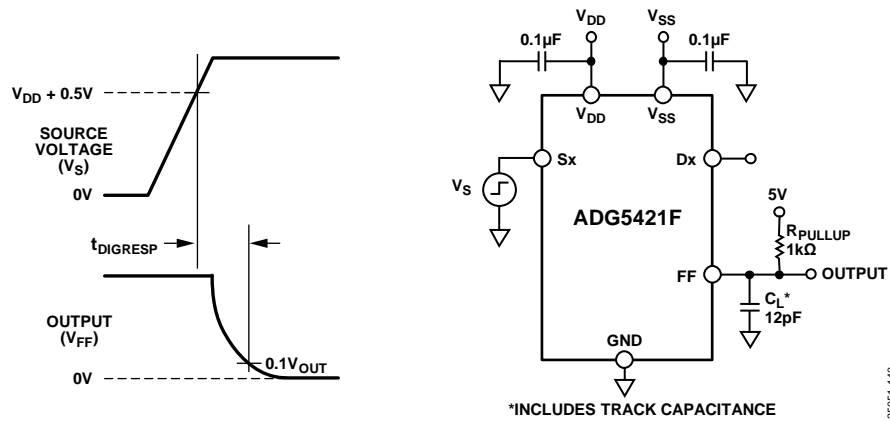 VDD + 0.5V
SOURCE
VOLTAGE
(VS)
0V
tDIGRESP
OUTPUT
(VFF)
0.1VOUT
0V
VDD
VSS
0.1µF
0.1µF
VDD
VSS
Sx
Dx
VS
ADG5421F
5V
RPULLUP
1kΩ
FF
OUTPUT
CL*
12pF
GND
*INCLUDES TRACK CAPACITANCE